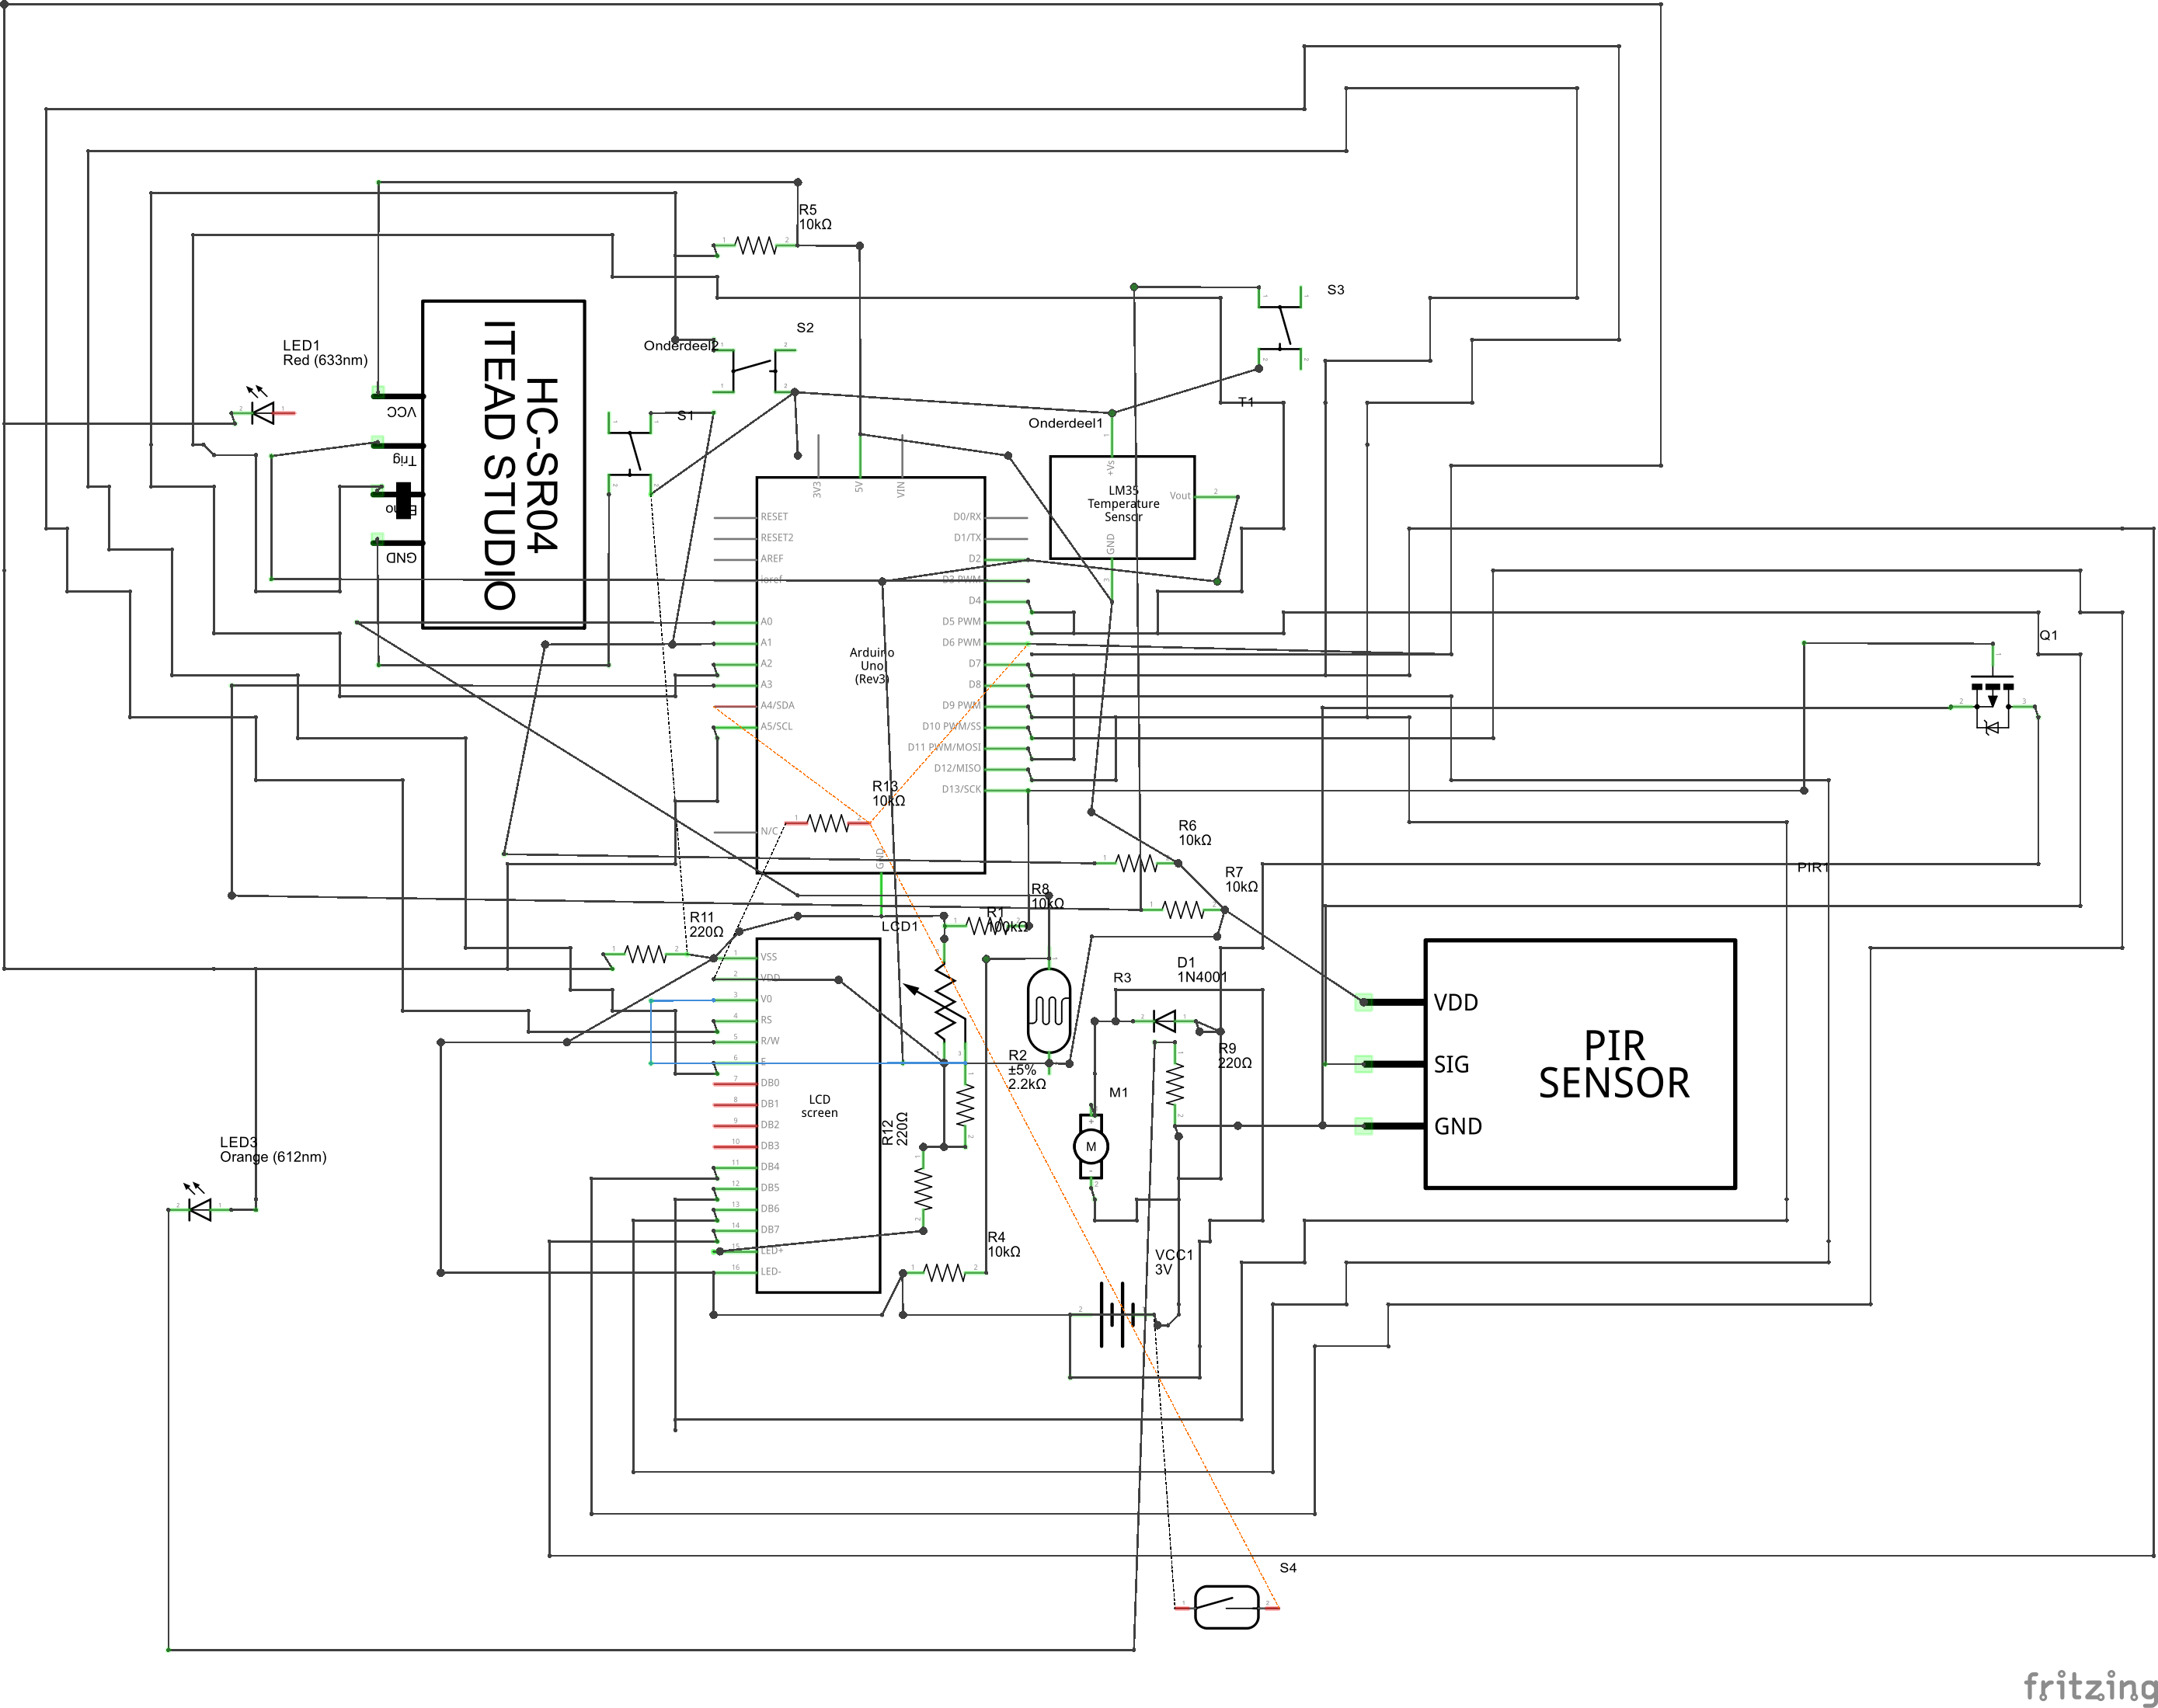 R5
10kΩ
S3
S2
Onderdeel2
LED1
Red (633nm)
S1
T1
Onderdeel1
VCC
Trig
GND
HC-SR04
ITEAD STUDIO
3V3
5V
VIN
+Vs
LM35
Temperature
Sensor
Vout
GND
RESET
RESET2
AREF
ioref
A0
A1
A2
A3
A4/SDA
A5/SCL
N/C
GND
Arduino
Uno
(Rev3)
D0/RX
D1/TX
D2
D3 PWM
D4
D5 PWM
D6 PWM
D7
D8
D9 PWM
D10 PWM/SS
D11 PWM/MOSI
D12/MISO
D13/SCK
Q1
R13
10kΩ
R6
10kΩ
R7
10kΩ
PIR1
R8
10kΩ
R1
100kΩ
R11
220Ω
LCD1
VSS
VDD
V0
RS
R/W
E
DB0
DB1
DB2
DB3
DB4
DB5
DB6
DB7
LED+
LED-
LCD
screen
D1
1N4001
R3
R9
220Ω
R2
±5%
2.2kΩ
M1
M
R12
220Ω
VDD
SIG
GND
PIR
SENSOR
LED3
Orange (612nm)
R4
10kΩ
VCC1
3V
S4
fritzing